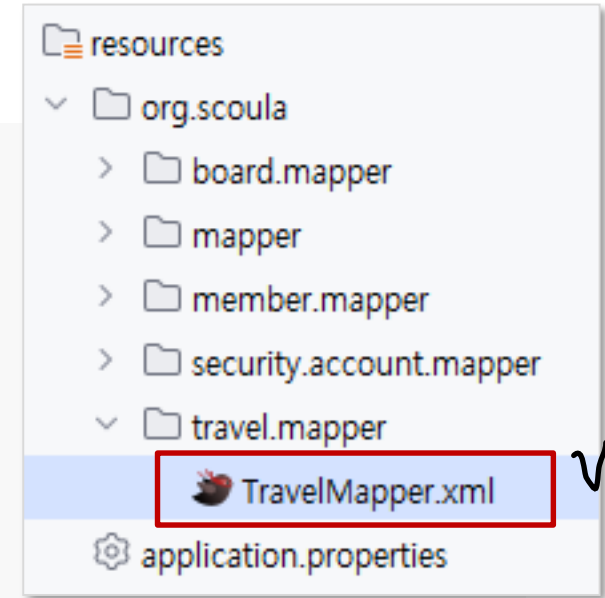 resources
org.scoula
board.mapper
mapper
member.mapper
security.account.mapper
travel.mapper
TravelMapper.xml
application.properties